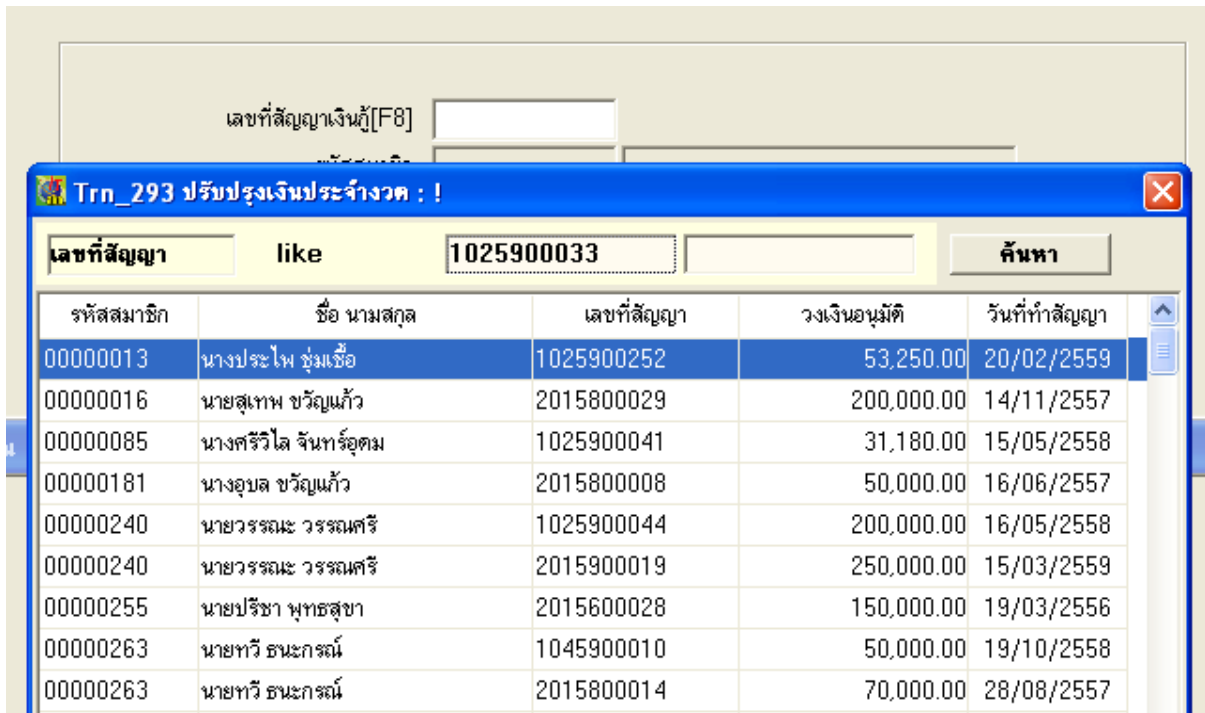 เลขที่สัญญาเงินกู้[F8]
Trn_293 ปรับปรุงเงินประจำงวด : !
เลขที่สัญญา like 1025900033 ค้นหา
รหัสสมาชิก ชื่อ นามสกุล เลขที่สัญญา วงเงินอนุมัติ วันที่ทำสัญญา
00000013 นางประไพ ชุ่มเชื้อ 1025900252 53,250.00 20/02/2559
00000016 นายสุเทพ ขวัญแก้ว 2015800029 200,000.00 14/11/2557
00000085 นางศรีวิไล จันทร์อุดม 1025900041 31,180.00 15/05/2558
00000181 นางอุบล ขวัญแก้ว 2015800008 50,000.00 16/06/2557
00000240 นายวรรณะ วรรณศรี 1025900044 200,000.00 16/05/2558
00000240 นายวรรณะ วรรณศรี 2015900019 250,000.00 15/03/2559
00000255 นายปรีชา พุทธสุขา 2015600028 150,000.00 19/03/2556
00000263 นายทวี ธนะกรณ์ 1045900010 50,000.00 19/10/2558
00000263 นายทวี ธนะกรณ์ 2015800014 70,000.00 28/08/2557